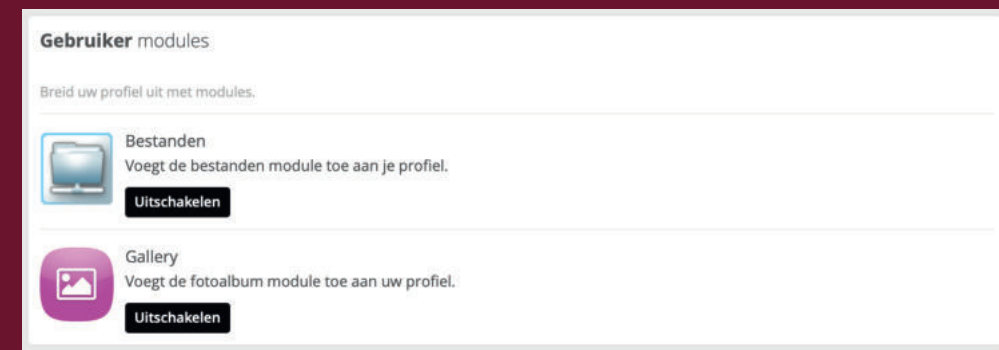 Gebruiker modules
Breid uw profiel uit met modules.
Bestanden
Voegt de bestanden module toe aan je profiel.
Uitschakelen
Gallery
Voegt de fotoalbum module toe aan uw profiel.
Uitschakelen